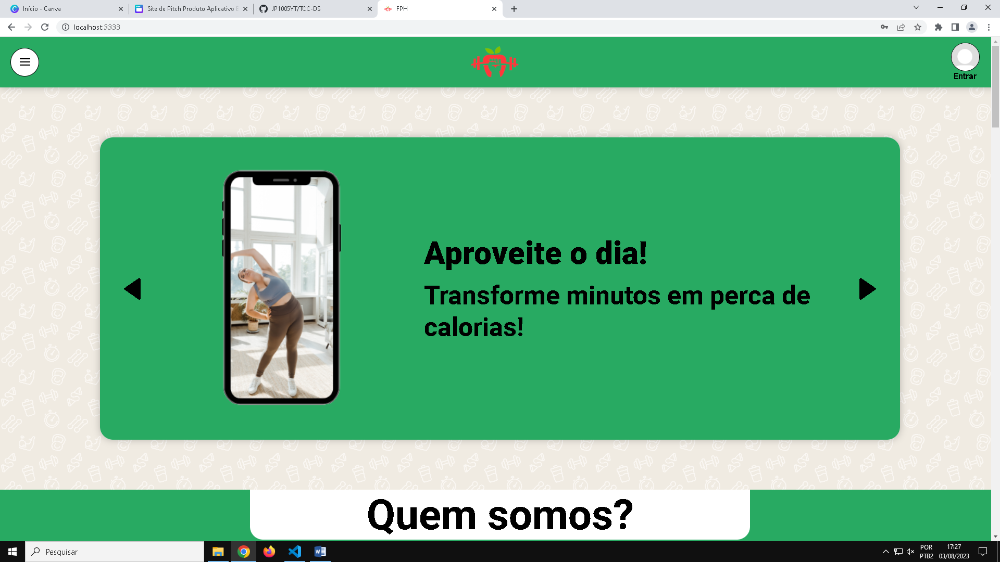 Início - Canva
Site de Pitch Produto Aplicativo
JP1005YT/TCC-DS
FPH
localhost:3333
Entrar
Aproveite o dia!
Transforme minutos em perca de
calorias!
Quem somos?
Pesquisar
POR
PTB2
17:27
03/08/2023